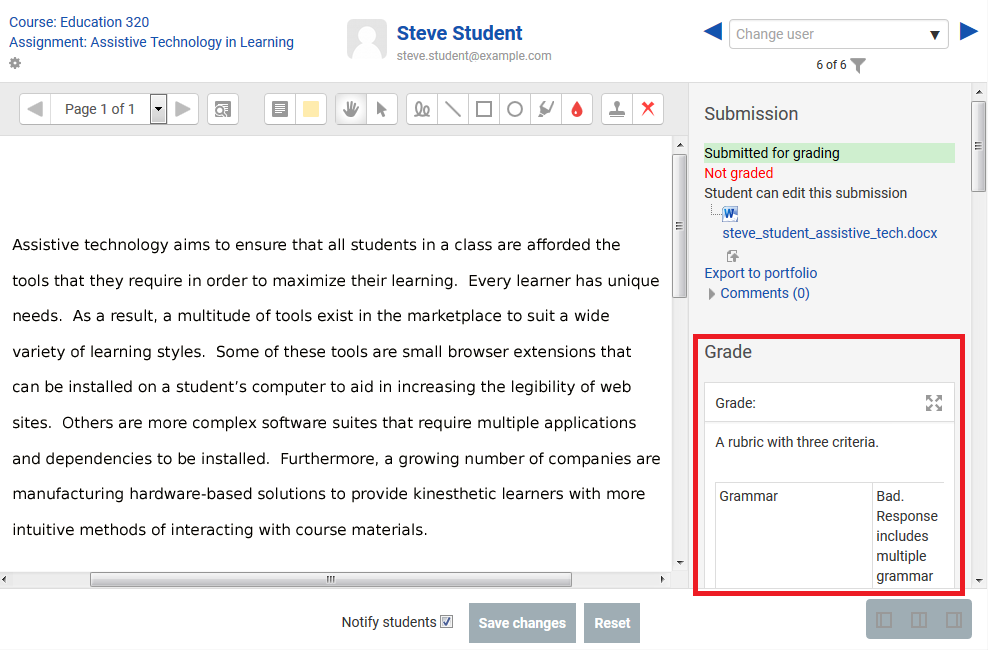 Course: Education 320
Assignment: Assistive Technology in Learning
Steve Student
steve.student@example.com
Change user
6 of 6
Page 1 of 1
Assistive technology aims to ensure that all students in a class are afforded the
tools that they require in order to maximize their learning.  Every learner has unique
needs.  As a result, a multitude of tools exist in the marketplace to suit a wide
variety of learning styles.  Some of these tools are small browser extensions that
can be installed on a student’s computer to aid in increasing the legibility of web
sites.  Others are more complex software suites that require multiple applications
and dependencies to be installed.  Furthermore, a growing number of companies are
manufacturing hardware-based solutions to provide kinesthetic learners with more
intuitive methods of interacting with course materials.
Submission
Submitted for grading
Not graded
Student can edit this submission
W
steve_student_assistive_tech.docx
Export to portfolio
Comments (0)
Grade
Grade:
A rubric with three criteria.
Grammar
Bad.
Response
includes
multiple
grammar
Notify students
Save changes
Reset